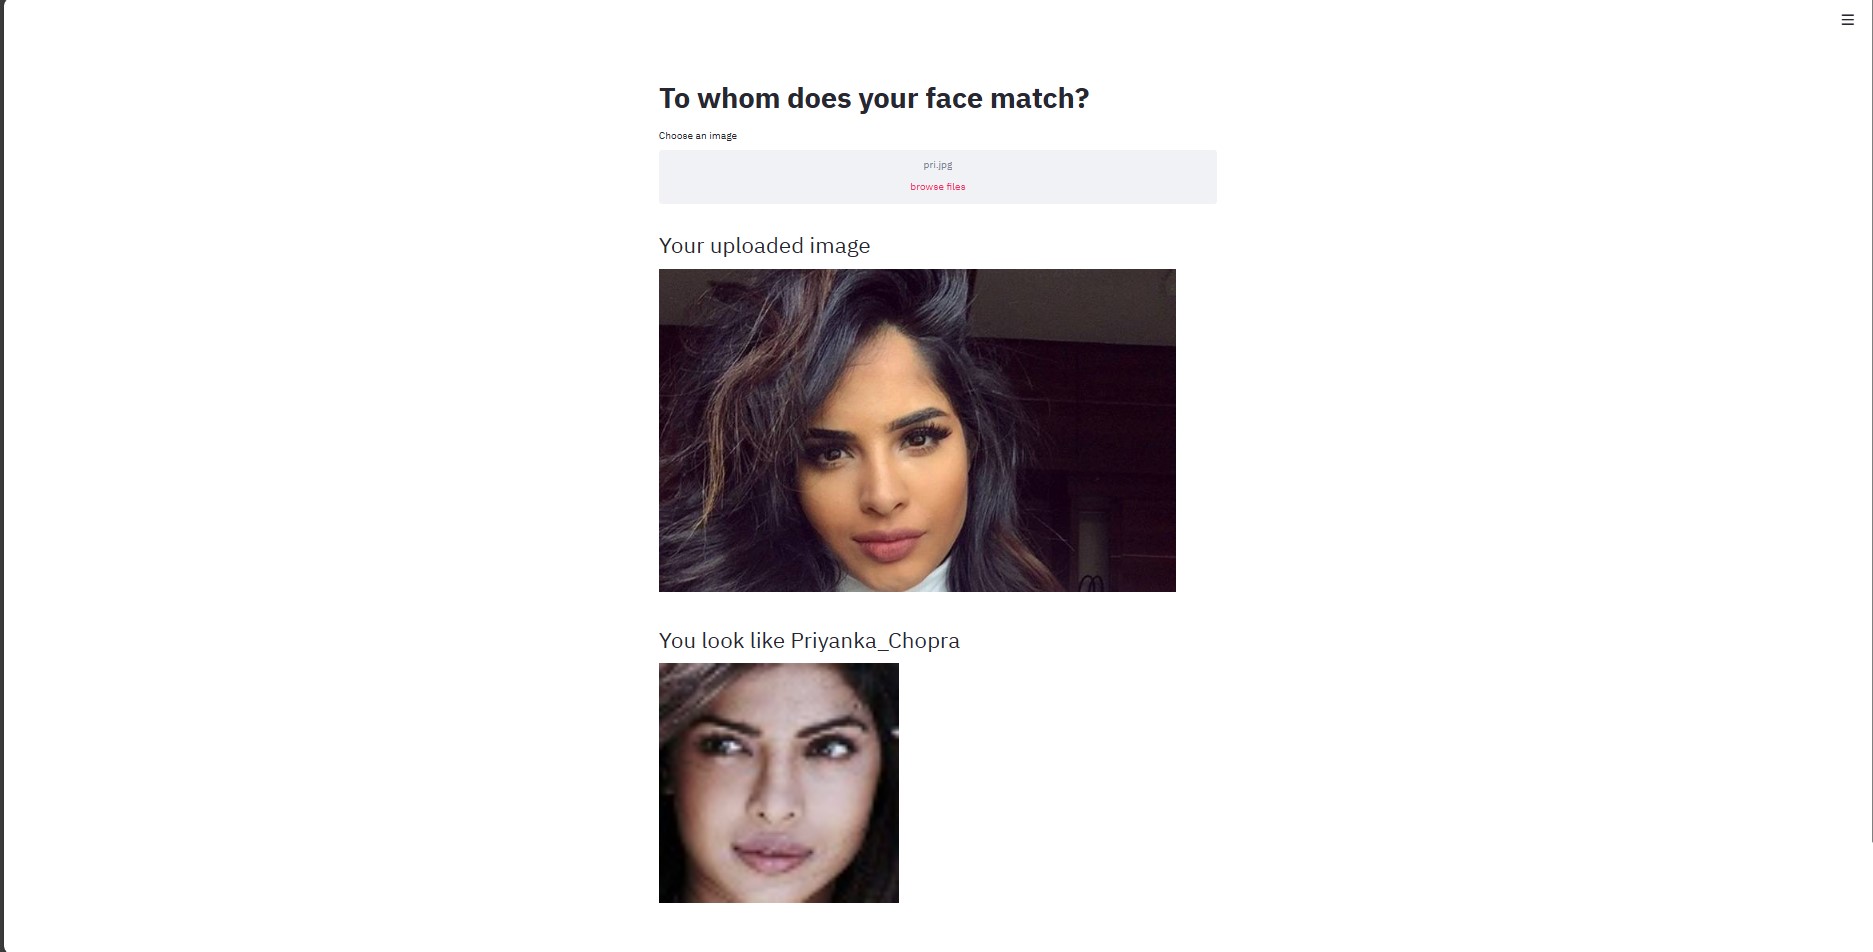 To whom does your face match?
Choose an image
pri.jpg
browse files
Your uploaded image
You look like Priyanka_Chopra